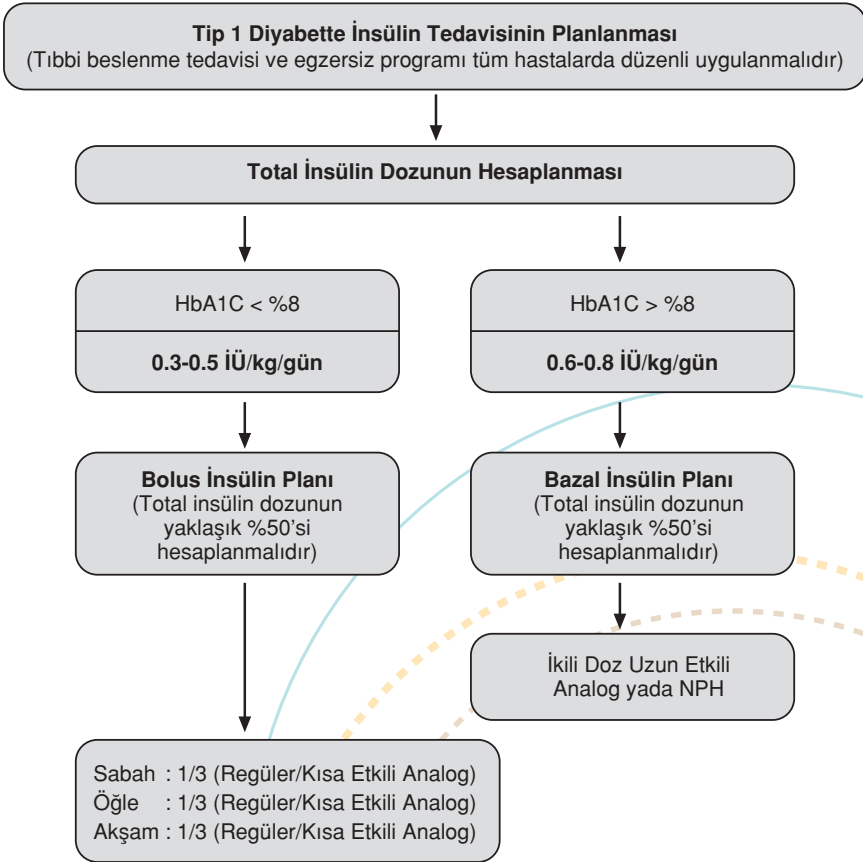 Tip 1 Diyabette İnsülin Tedavisinin Planlanması
(Tıbbi beslenme tedavisi ve egzersiz programı tüm hastalarda düzenli uygulanmalıdır)
Total İnsülin Dozunun Hesaplanması
HbA1C < %8
0.3-0.5 İÜ/kg/gün
HbA1C > %8
0.6-0.8 İÜ/kg/gün
Bolus İnsülin Planı
(Total insülin dozunun
yaklaşık %50'si
hesaplanmalıdır)
Bazal İnsülin Planı
(Total insülin dozunun
yaklaşık %50'si
hesaplanmalıdır)
İkili Doz Uzun Etkili
Analog yada NPH
Sabah : 1/3 (Regüler/Kısa Etkili Analog)
Öğle : 1/3 (Regüler/Kısa Etkili Analog)
Akşam : 1/3 (Regüler/Kısa Etkili Analog)